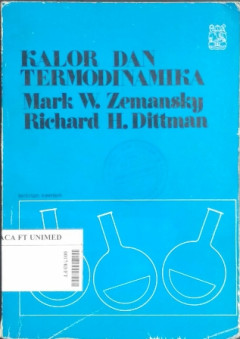 KALOR DAN
TERMODINAMIKA
Mark W. Zemansky
Richard H. Dittman
ACA FT UNIMED